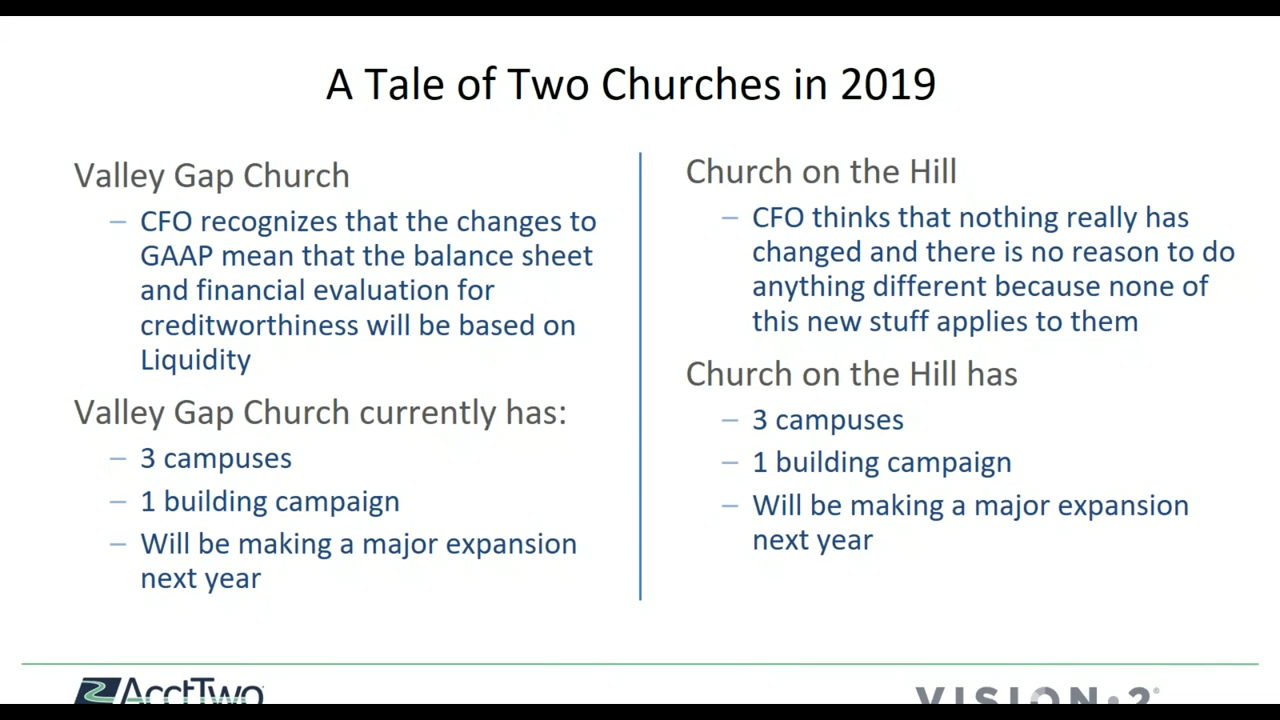 A Tale of Two Churches in 2019
Valley Gap Church
– CFO recognizes that the changes to
GAAP mean that the balance sheet
and financial evaluation for
creditworthiness will be based on
Liquidity
Valley Gap Church currently has:
– 3 campuses
– 1 building campaign
– Will be making a major expansion
next year
Church on the Hill
– CFO thinks that nothing really has
changed and there is no reason to do
anything different because none of
this new stuff applies to them
Church on the Hill has
– 3 campuses
– 1 building campaign
– Will be making a major expansion
next year
AcctTwo
VISION·2®